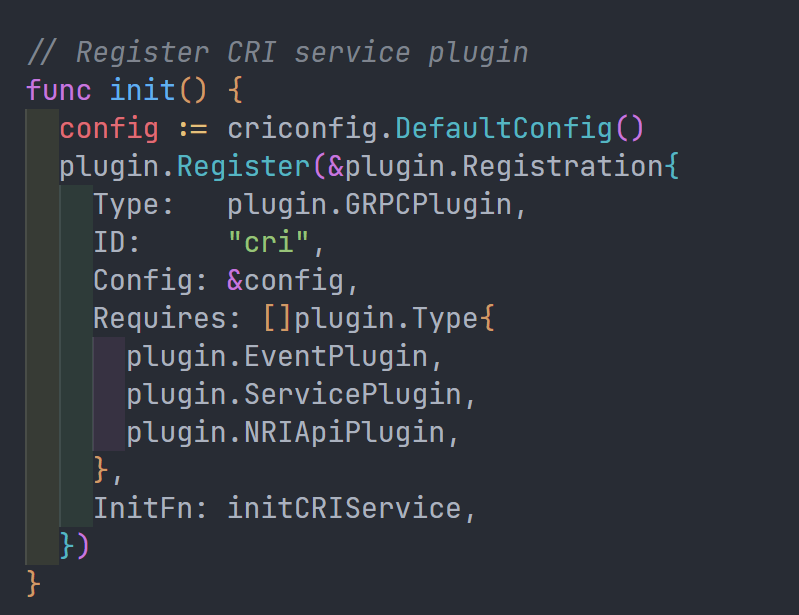 // Register CRI service plugin
func init() {
  config := criconfig.DefaultConfig()
  plugin.Register(&plugin.Registration{
    Type:   plugin.GRPCPlugin,
    ID:     "cri",
    Config: &config,
    Requires: []plugin.Type{
      plugin.EventPlugin,
      plugin.ServicePlugin,
      plugin.NRIApiPlugin,
    },
    InitFn: initCRIService,
  })
}